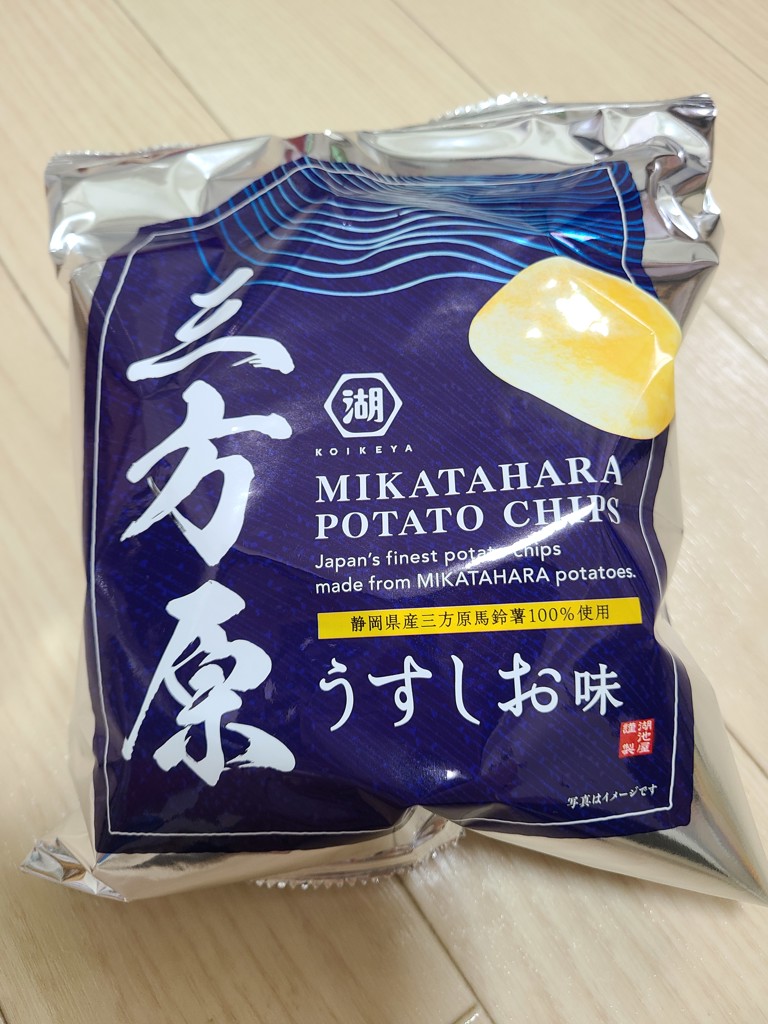 三方原
湖
KOIKEYA
MIKATAHARA
POTATO CHIPS
Japan's finest potato chips
made from MIKATAHARA potatoes.
静岡県産三方原馬鈴薯100%使用
うすしお味
湖池屋
謹製
写真はイメージです